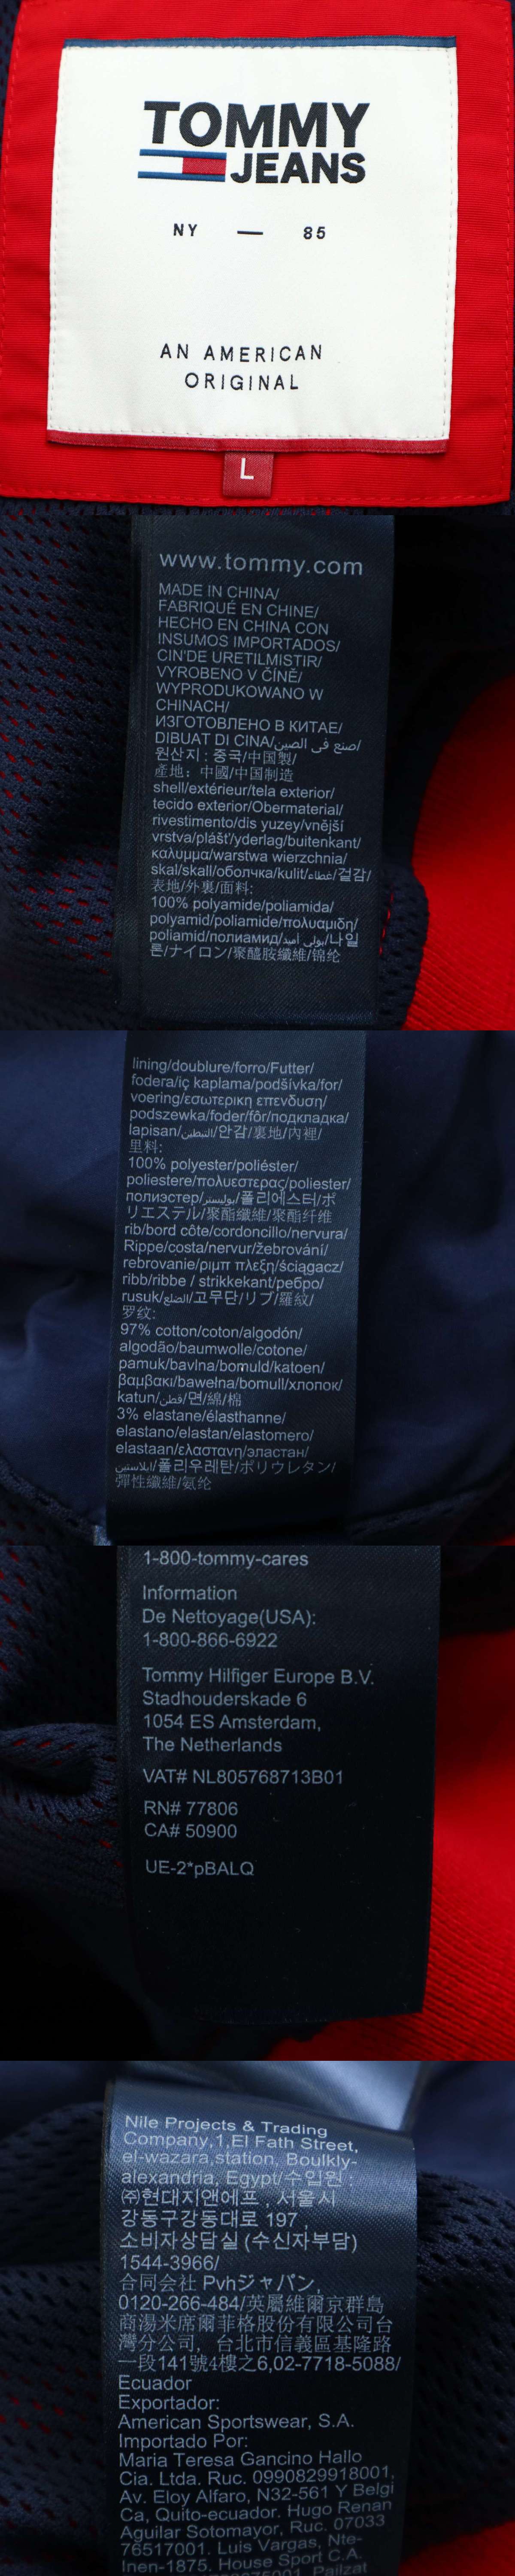 TOMMY
JEANS
NY — 85
AN AMERICAN
ORIGINAL
L
www.tommy.com
MADE IN CHINA/
FABRIQUÉ EN CHINE/
HECHO EN CHINA CON
INSUMOS IMPORTADOS/
CIN'DE URETILMISTIR/
VYROBENO V ČÍNĚ/
WYPRODUKOWANO W
CHINACH/
ИЗГОТОВЛЕНО В КИТАЕ/
DIBUAT DI CINA/صنع في الصين/
원산지 : 중국/中国製/
產地：中國/中国制造
shell/extérieur/tela exterior/
tecido exterior/Obermaterial/
rivestimento/dis yuzey/vnější
vrstva/plášt'/yderlag/buitenkant/
καλυμμα/warstwa wierzchnia/
skal/skall/оболчка/kulit/غطاء/겉감/
表地/外裏/面料:
100% polyamide/poliamida/
polyamid/poliamide/πολυαμιδη/
poliamid/полиамид/بولي أميد/나일
론/ナイロン/聚醯胺纖維/锦纶
lining/doublure/forro/Futter/
fodera/iç kaplama/podšívka/for/
voering/εσωτερικη επενδυση/
podszewka/foder/fôr/подкладка/
lapisan/التبطين/안감/裏地/內裡/
里料:
100% polyester/poliéster/
poliestere/πολυεστερας/poliester/
полиэстер/بوليستر/폴리에스터/ポ
リエステル/聚酯纖維/聚酯纤维
rib/bord côte/cordoncillo/nervura/
Rippe/costa/nervur/žebrování/
rebrovanie/ριμπ πλεξη/ściągacz/
ribb/ribbe / strikkekant/ребро/
rusuk/الضلع/고무단/リブ/羅紋/
罗纹:
97% cotton/coton/algodón/
algodão/baumwolle/cotone/
pamuk/bavlna/bomuld/katoen/
βαμβακι/bawełna/bomull/хлопок/
katun/قطن/면/綿/棉
3% elastane/élasthanne/
elastano/elastan/elastomero/
elastaan/ελαστανη/эластан/
ايلاستين/폴리우레탄/ポリウレタン/
彈性纖維/氨纶
1-800-tommy-cares
Information
De Nettoyage(USA):
1-800-866-6922
Tommy Hilfiger Europe B.V.
Stadhouderskade 6
1054 ES Amsterdam,
The Netherlands
VAT# NL805768713B01
RN# 77806
CA# 50900
UE-2*pBALQ
Nile Projects & Trading
Company,1,El Fath Street,
el-wazara,station, Boulkly-
alexandria, Egypt/수입원 :
(주)현대지앤에프 , 서울시
강동구강동대로 197 ,
소비자상담실 (수신자부담)
1544-3966/
合同会社 Pvhジャパン,
0120-266-484/英屬維爾京群島
商湯米席爾菲格股份有限公司台
灣分公司，台北市信義區基隆路
一段141號4樓之6,02-7718-5088/
Ecuador
Exportador:
American Sportswear, S.A.
Importado Por:
Maria Teresa Gancino Hallo
Cia. Ltda. Ruc. 0990829918001,
Av. Eloy Alfaro, N32-561 Y Belgi
Ca, Quito-ecuador. Hugo Renan
Aguilar Sotomayor, Ruc. 07033
76517001. Luis Vargas, Nte-
Inen-1875. House Sport C.A.